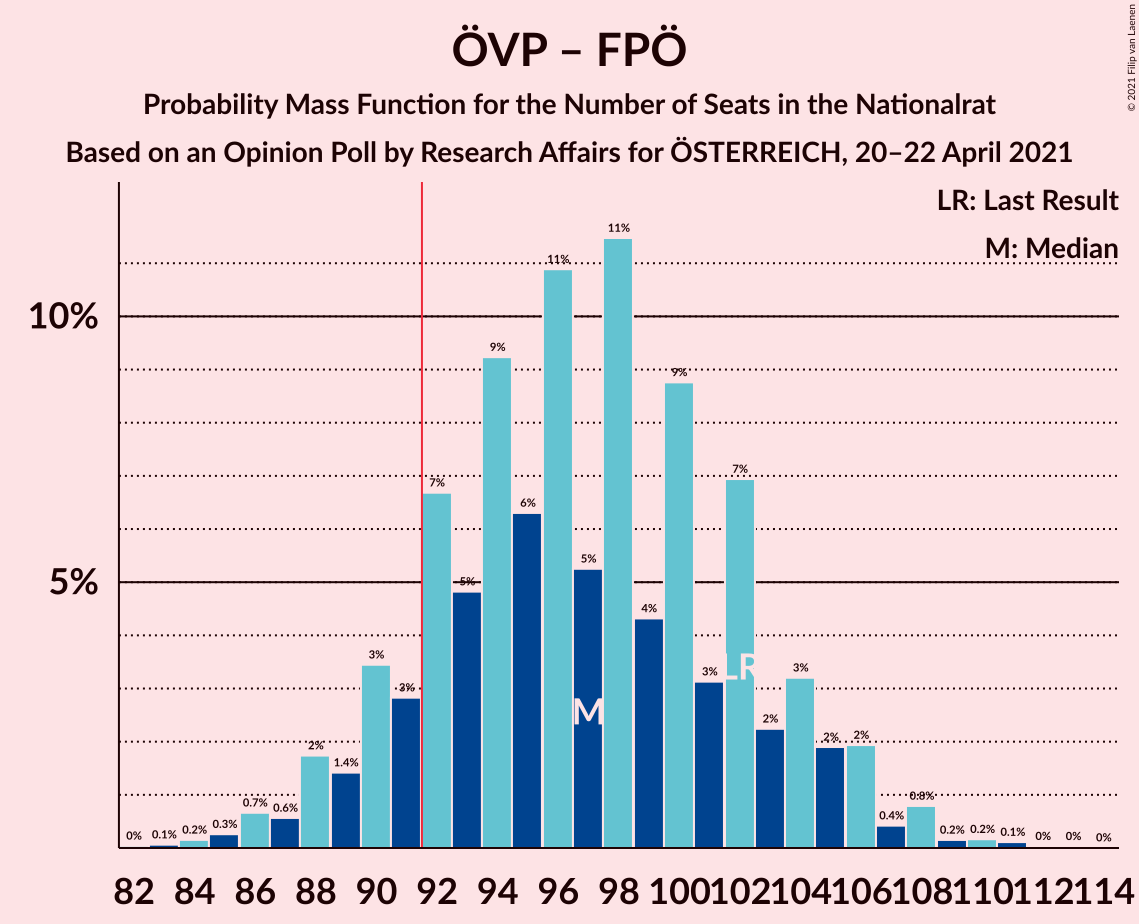 ÖVP – FPÖ
Probability Mass Function for the Number of Seats in the Nationalrat
Based on an Opinion Poll by Research Affairs for ÖSTERREICH, 20–22 April 2021
© 2021 Filip van Laenen
LR: Last Result
M: Median
10%
5%
0% 0.1% 0.2% 0.3% 0.7% 0.6% 2% 1.4% 3% 3% 7% 5% 9% 6% 11% 5% 11% 4% 9% 3% 7% 2% 3% 2% 2% 0.4% 0.8% 0.2% 0.2% 0.1% 0% 0% 0%
M
LR
82 84 86 88 90 92 94 96 98 100 102 104 106 108 110 112 114